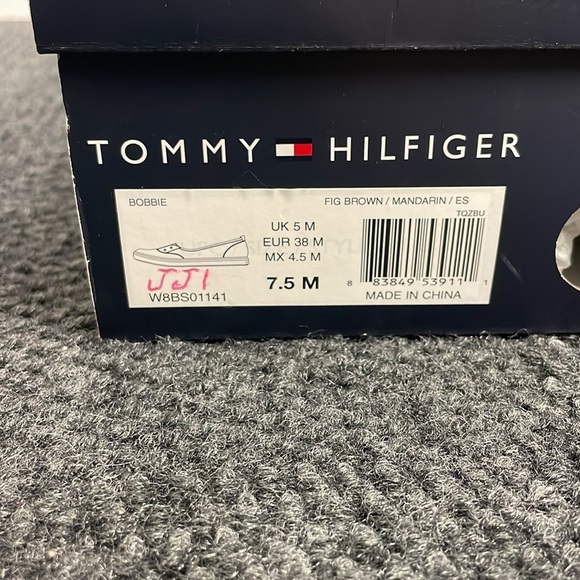 TOMMY HILFIGER
BOBBIE
FIG BROWN / MANDARIN / ES
TQZBU
UK 5 M
EUR 38 M
MX 4.5 M
7.5 M
JJ1
W8BS01141
8 83849 53911 1
MADE IN CHINA